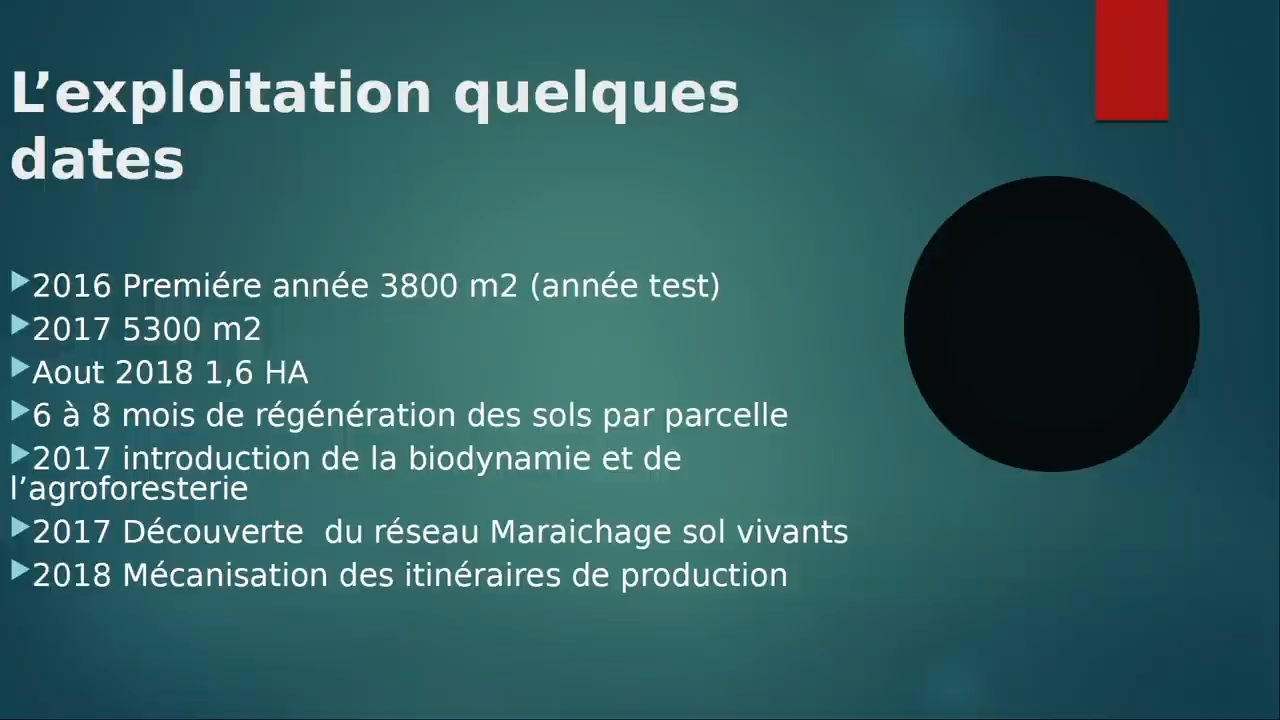 L’exploitation quelques
dates
2016 Premiére année 3800 m2 (année test)
2017 5300 m2
Aout 2018 1,6 HA
6 à 8 mois de régénération des sols par parcelle
2017 introduction de la biodynamie et de
l’agroforesterie
2017 Découverte  du réseau Maraichage sol vivants
2018 Mécanisation des itinéraires de production